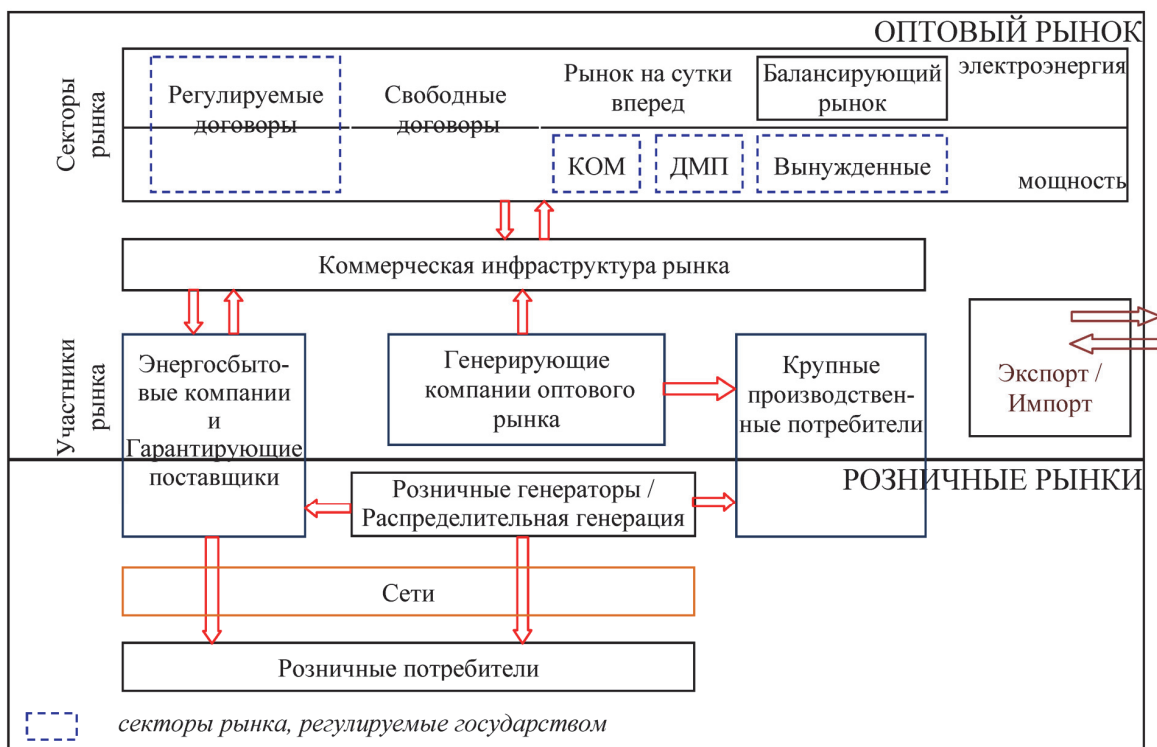 ОПТОВЫЙ РЫНОК
Секторы
рынка
Регулируемые
договоры
Свободные
договоры
Рынок на сутки
вперед
Балансирующий
рынок
электроэнергия
КОМ
ДМП
Вынужденные
мощность
Коммерческая инфраструктура рынка
Участники
рынка
Энергосбыто-
вые компании
и
Гарантирующие
поставщики
Генерирующие
компании оптового
рынка
Крупные
производствен-
ные потребители
Экспорт /
Импорт
РОЗНИЧНЫЕ РЫНКИ
Розничные генераторы /
Распределительная генерация
Сети
Розничные потребители
секторы рынка, регулируемые государством